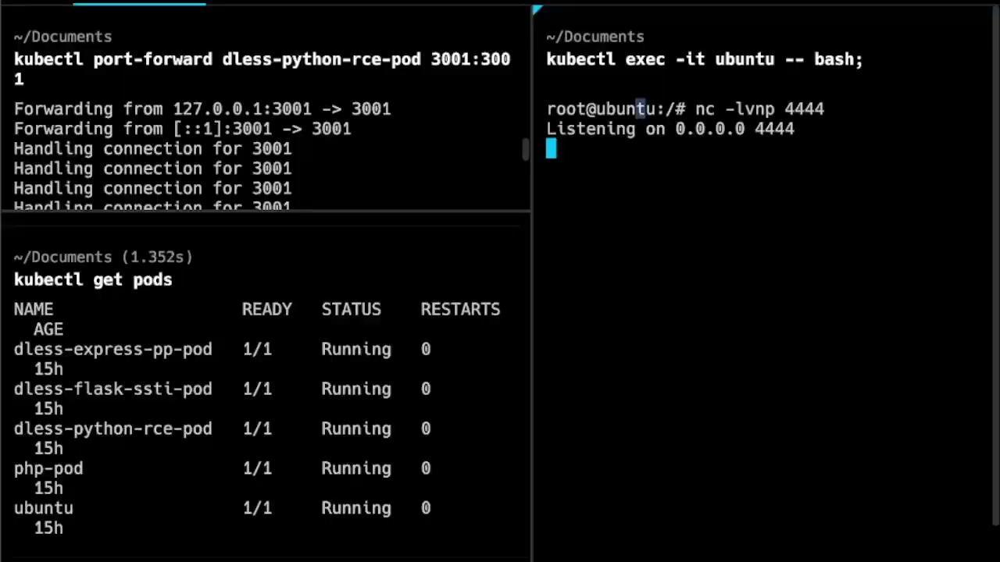 ~/Documents
kubectl port-forward dless-python-rce-pod 3001:300
1
Forwarding from 127.0.0.1:3001 -> 3001
Forwarding from [::1]:3001 -> 3001
Handling connection for 3001
Handling connection for 3001
Handling connection for 3001
Handling connection for 3001
~/Documents (1.352s)
kubectl get pods
NAME READY STATUS RESTARTS
AGE
dless-express-pp-pod 1/1 Running 0
15h
dless-flask-ssti-pod 1/1 Running 0
15h
dless-python-rce-pod 1/1 Running 0
15h
php-pod 1/1 Running 0
15h
ubuntu 1/1 Running 0
15h
~/Documents
kubectl exec -it ubuntu -- bash;
root@ubuntu:/# nc -lvnp 4444
Listening on 0.0.0.0 4444